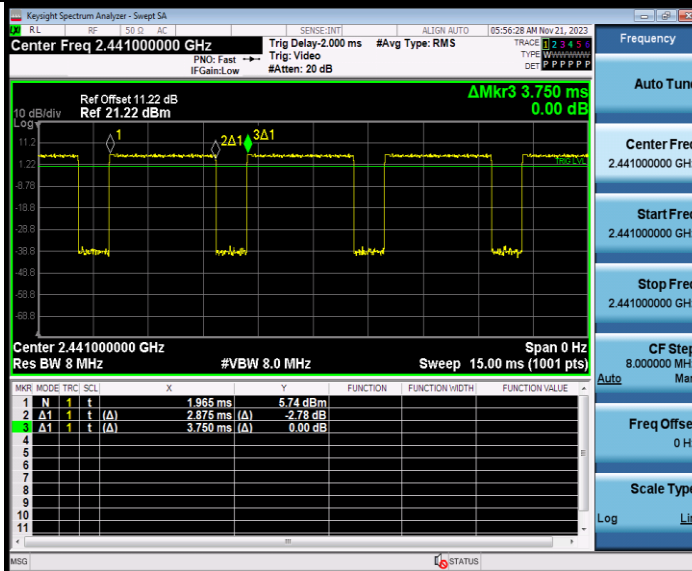 Keysight Spectrum Analyzer - Swept SA
RL RF 50 Ω AC SENSE:INT ALIGN AUTO 05:56:28 AM Nov 21, 2023
Center Freq 2.441000000 GHz
PNO: Fast
IFGain:Low
Trig Delay-2.000 ms
Trig: Video
#Atten: 20 dB
#Avg Type: RMS
TRACE 1 2 3 4 5 6
TYPE WWWWWW
DET P P P P P P
Ref Offset 11.22 dB
10 dB/div Ref 21.22 dBm
Log
ΔMkr3 3.750 ms
0.00 dB
1
2Δ1
3Δ1
TRIG LVL
11.2
1.22
-8.78
-18.8
-28.8
-38.8
-48.8
-58.8
-68.8
Center 2.441000000 GHz Span 0 Hz
Res BW 8 MHz #VBW 8.0 MHz Sweep 15.00 ms (1001 pts)
MKR MODE TRC SCL X Y FUNCTION FUNCTION WIDTH FUNCTION VALUE
1 N 1 t 1.965 ms 5.74 dBm
2 Δ1 1 t (Δ) 2.875 ms (Δ) -2.78 dB
3 Δ1 1 t (Δ) 3.750 ms (Δ) 0.00 dB
4
5
6
7
8
9
10
11
MSG STATUS
Frequency
Auto Tune
Center Freq
2.441000000 GHz
Start Freq
2.441000000 GHz
Stop Freq
2.441000000 GHz
CF Step
8.000000 MHz
Auto Man
Freq Offset
0 Hz
Scale Type
Log Lin